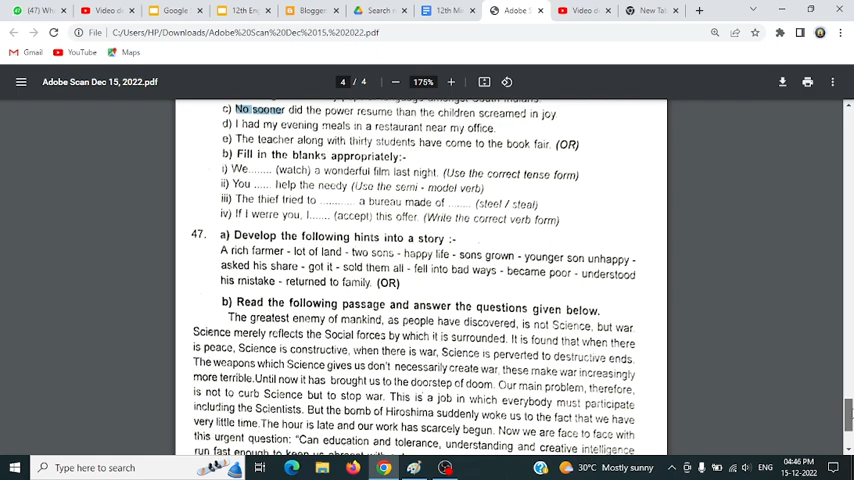 (47) Wh
Video d
Google S
12th Eng
Blogger:
Search r
12th Mi
Adobe S
Video d
New Tab
File
C:/Users/HP/Downloads/Adobe%20Scan%20Dec%2015,%202022.pdf
Gmail
YouTube
Maps
Adobe Scan Dec 15, 2022.pdf
4 / 4
175%
language amongst South Indians.
c) No sooner did the power resume than the children screamed in joy.
d) I had my evening meals in a restaurant near my office.
e) The teacher along with thirty students have come to the book fair. (OR)
b) Fill in the blanks appropriately:-
i) We........ (watch) a wonderful film last night. (Use the correct tense form)
ii) You ...... help the needy (Use the semi - model verb)
iii) The thief tried to ............ a bureau made of ........ (steel / steal)
iv) If I werre you, I....... (accept) this offer. (Write the correct verb form)
47. a) Develop the following hints into a story :-
A rich farmer - lot of land - two sons - happy life - sons grown - younger son unhappy -
asked his share - got it - sold them all - fell into bad ways - became poor - understood
his mistake - returned to family. (OR)
b) Read the following passage and answer the questions given below.
The greatest enemy of mankind, as people have discovered, is not Science, but war.
Science merely reflects the Social forces by which it is surrounded. It is found that when there
is peace, Science is constructive, when there is war, Science is perverted to destructive ends.
The weapons which Science gives us don't necessarily create war, these make war increasingly
more terrible.Until now it has brought us to the doorstep of doom. Our main problem, therefore,
is not to curb Science but to stop war. This is a job in which everybody must participate
including the Scientists. But the bomb of Hiroshima suddenly woke us to the fact that we have
very little time.The hour is late and our work has scarcely begun. Now we are face to face with
this urgent question: "Can education and tolerance, understanding and creative intelligence
run fast enough to keep us abreast with
Type here to search
30°C Mostly sunny
ENG
04:46 PM
15-12-2022